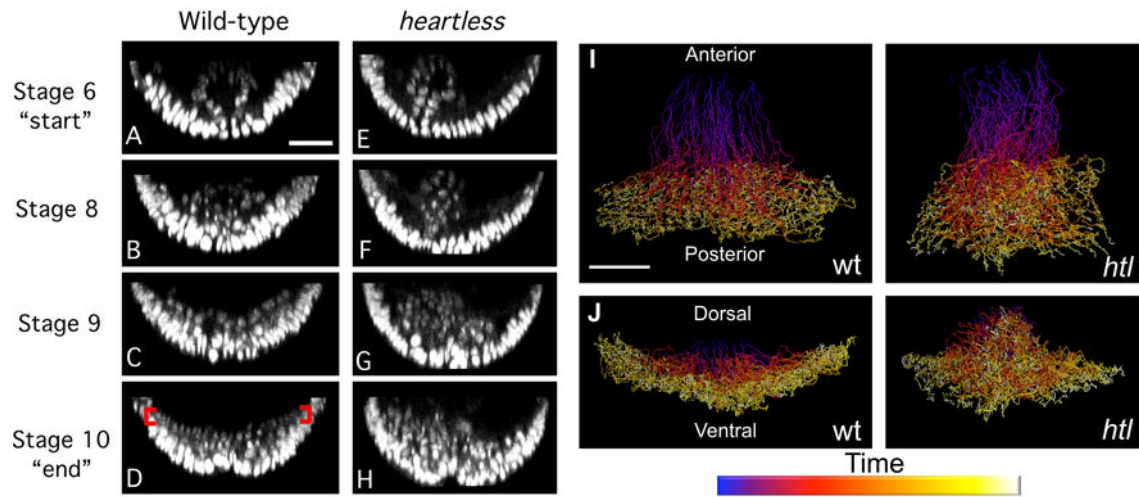 Wild-type
heartless
Stage 6
“start”
A
E
Stage 8
B
F
Stage 9
C
G
Stage 10
“end”
D
H
I
Anterior
Posterior
wt
htl
J
Dorsal
Ventral
wt
htl
Time